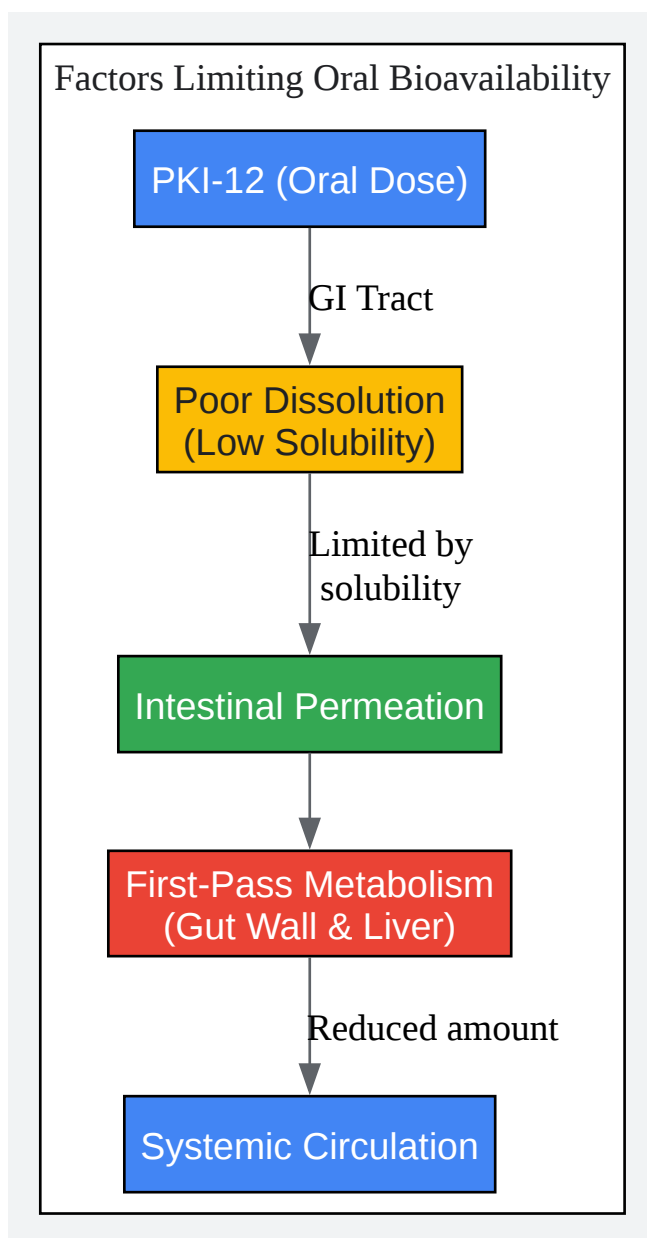 Factors Limiting Oral Bioavailability
PKI-12 (Oral Dose)
GI Tract
Poor Dissolution
(Low Solubility)
Limited by
solubility
Intestinal Permeation
First-Pass Metabolism
(Gut Wall & Liver)
Reduced amount
Systemic Circulation